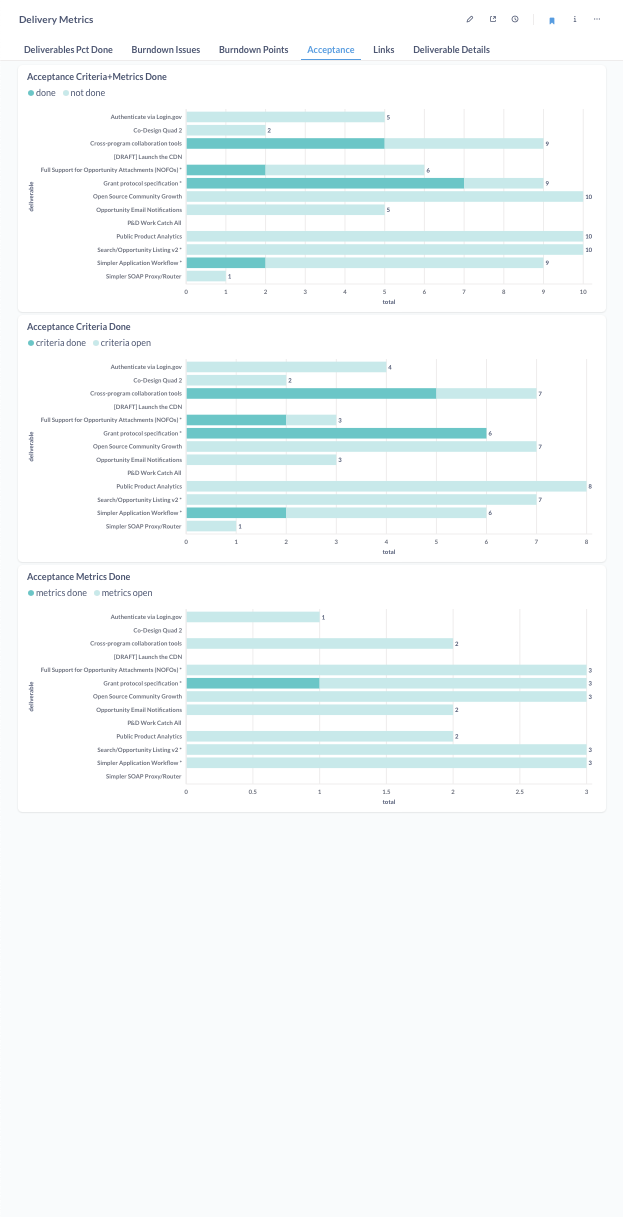 Delivery Metrics
Deliverables Pct Done Burndown Issues Burndown Points Acceptance Links Deliverable Details
Acceptance Criteria+Metrics Done
done not done
Authenticate via Login.gov 5
Co-Design Quad 2 2
Cross-program collaboration tools 9
[DRAFT] Launch the CDN
Full Support for Opportunity Attachments (NOFOs) * 6
Grant protocol specification * 9
Open Source Community Growth 10
Opportunity Email Notifications 5
P&D Work Catch All
Public Product Analytics 10
Search/Opportunity Listing v2 * 10
Simpler Application Workflow * 9
Simpler SOAP Proxy/Router 1
deliverable
0 1 2 3 4 5 6 7 8 9 10
total
Acceptance Criteria Done
criteria done criteria open
Authenticate via Login.gov 4
Co-Design Quad 2 2
Cross-program collaboration tools 7
[DRAFT] Launch the CDN
Full Support for Opportunity Attachments (NOFOs) * 3
Grant protocol specification * 6
Open Source Community Growth 7
Opportunity Email Notifications 3
P&D Work Catch All
Public Product Analytics 8
Search/Opportunity Listing v2 * 7
Simpler Application Workflow * 6
Simpler SOAP Proxy/Router 1
deliverable
0 1 2 3 4 5 6 7 8
total
Acceptance Metrics Done
metrics done metrics open
Authenticate via Login.gov 1
Co-Design Quad 2
Cross-program collaboration tools 2
[DRAFT] Launch the CDN
Full Support for Opportunity Attachments (NOFOs) * 3
Grant protocol specification * 3
Open Source Community Growth 3
Opportunity Email Notifications 2
P&D Work Catch All
Public Product Analytics 2
Search/Opportunity Listing v2 * 3
Simpler Application Workflow * 3
Simpler SOAP Proxy/Router
deliverable
0 0.5 1 1.5 2 2.5 3
total